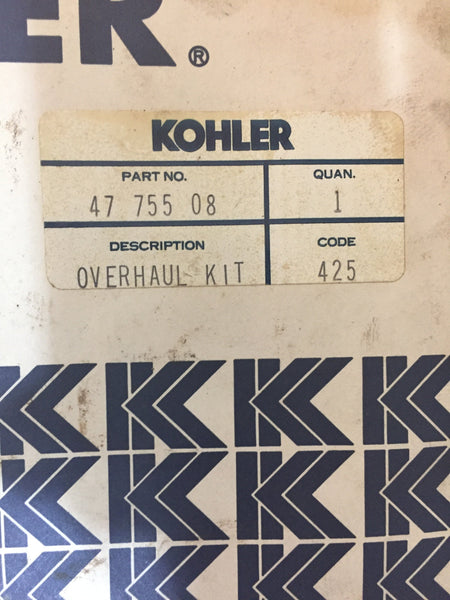 ER®
KOHLER
PART NO. QUAN.
47 755 08 1
DESCRIPTION CODE
OVERHAUL KIT 425